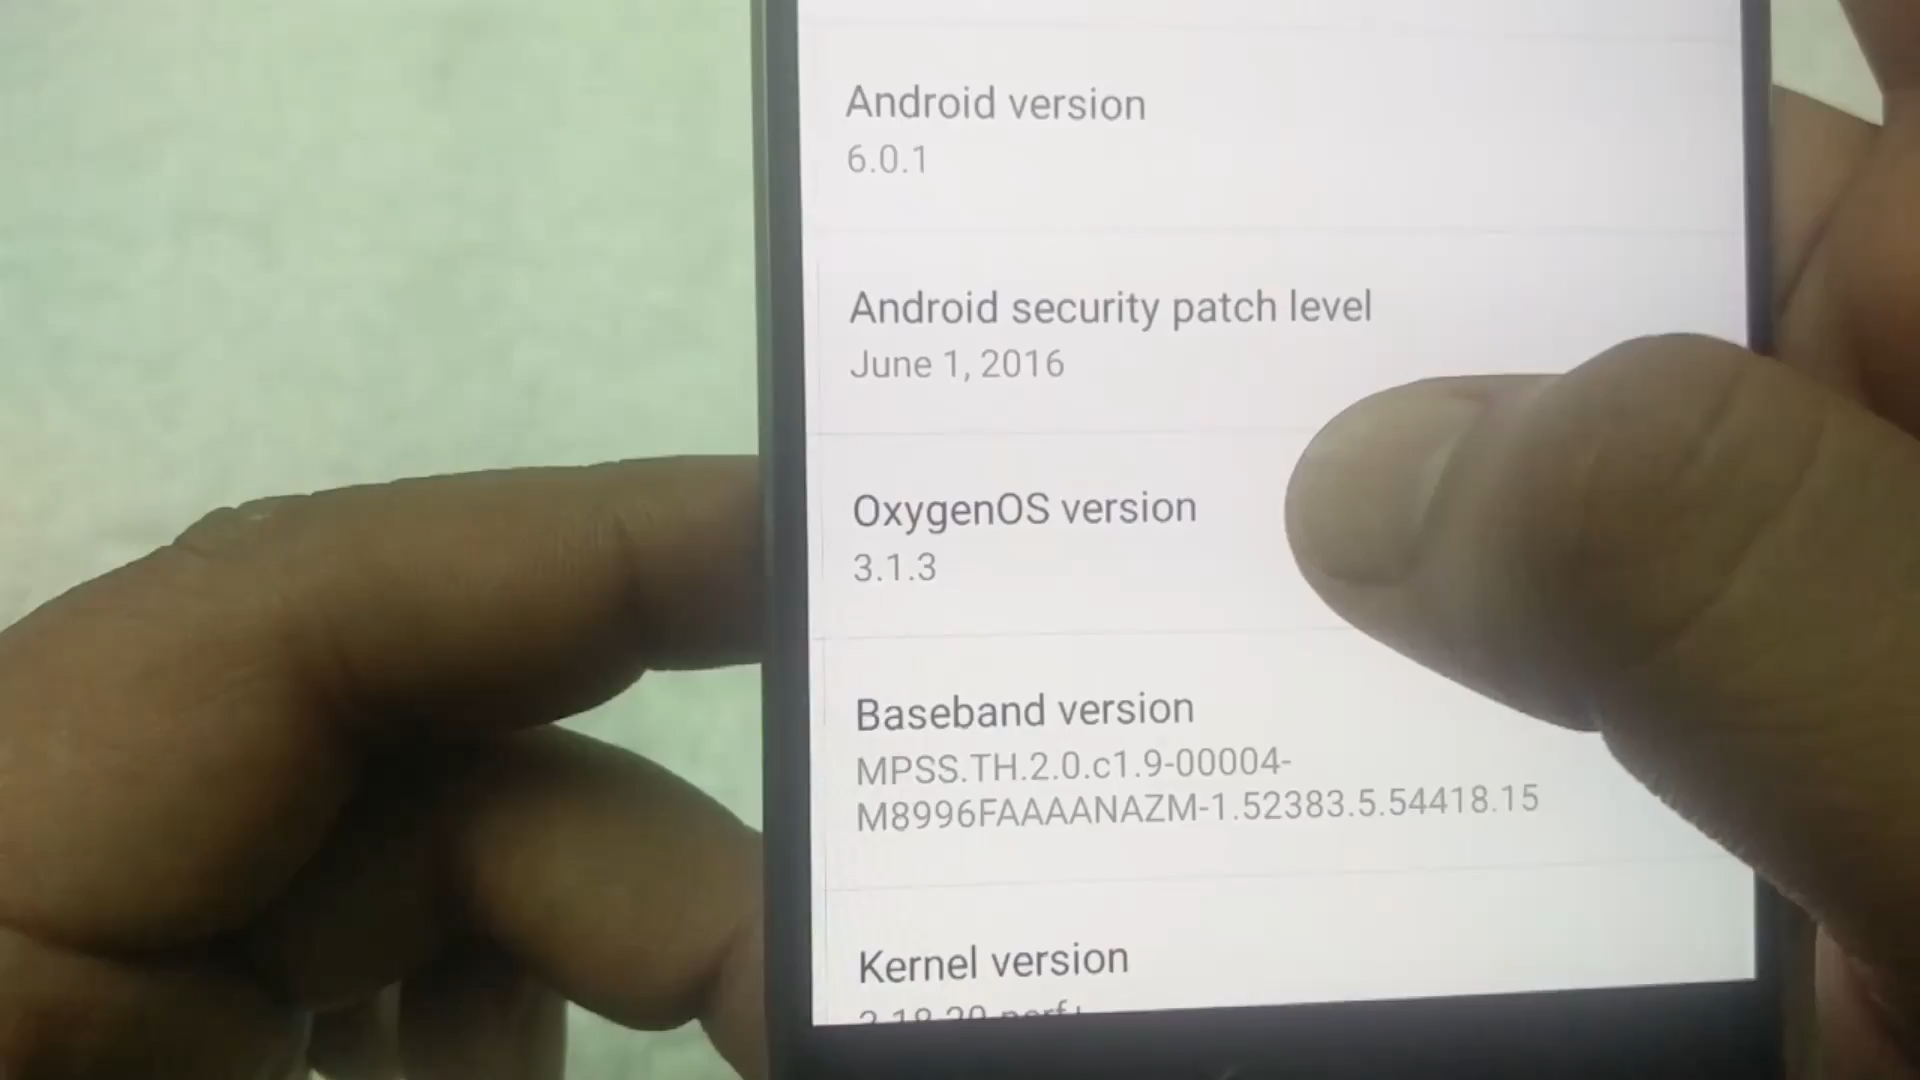 Android version
6.0.1
Android security patch level
June 1, 2016
OxygenOS version
3.1.3
Baseband version
MPSS.TH.2.0.c1.9-00004-
M8996FAAAANAZM-1.52383.5.54418.15
Kernel version